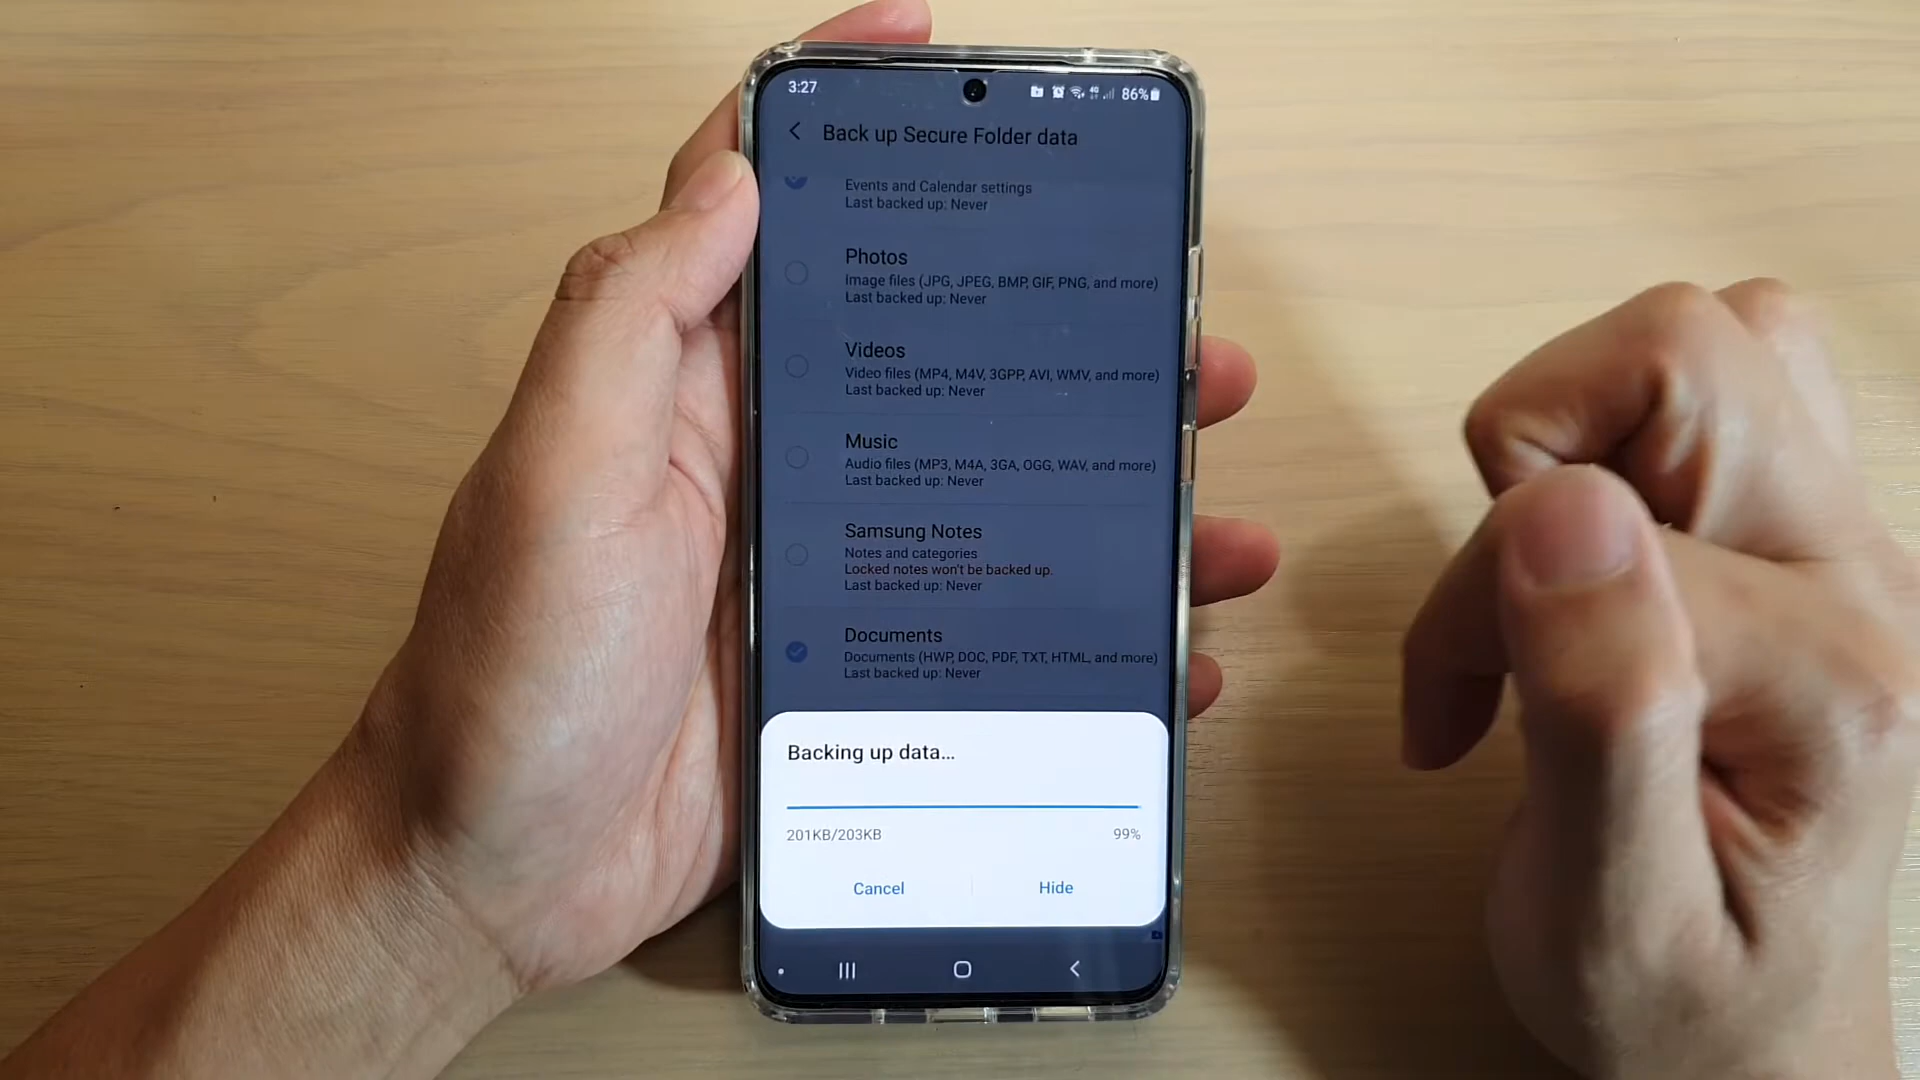 3:27
4G
86%
Back up Secure Folder data
Events and Calendar settings
Last backed up: Never
Photos
Image files (JPG, JPEG, BMP, GIF, PNG, and more)
Last backed up: Never
Videos
Video files (MP4, M4V, 3GPP, AVI, WMV, and more)
Last backed up: Never
Music
Audio files (MP3, M4A, 3GA, OGG, WAV, and more)
Last backed up: Never
Samsung Notes
Notes and categories
Locked notes won't be backed up.
Last backed up: Never
Documents
Documents (HWP, DOC, PDF, TXT, HTML, and more)
Last backed up: Never
Backing up data...
201KB/203KB
99%
Cancel
Hide